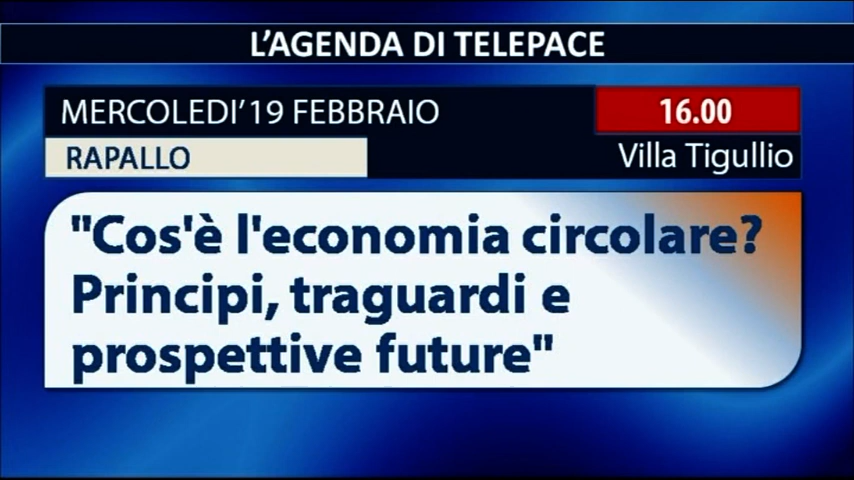 L'AGENDA DI TELEPACE
MERCOLEDI' 19 FEBBRAIO
16.00
RAPALLO
Villa Tigullio
"Cos'è l'economia circolare?
Principi, traguardi e
prospettive future"